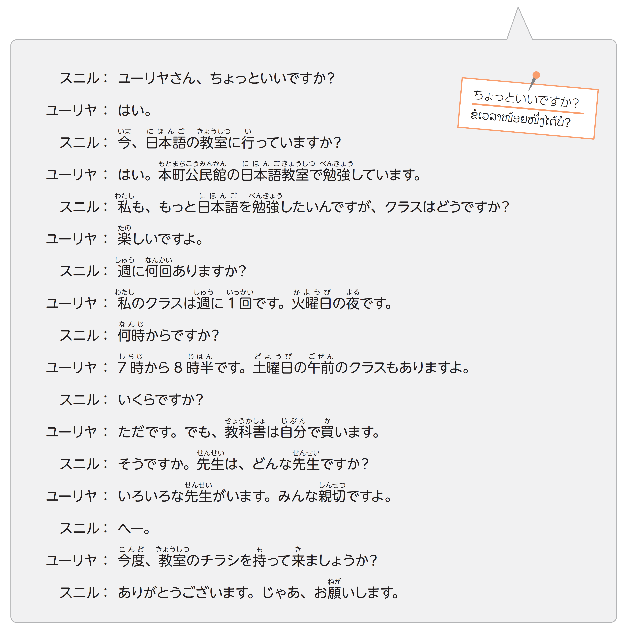 スニル： ユーリヤさん、ちょっといいですか？
ユーリヤ： はい。
スニル： 今、日本語の教室に行っていますか？
ユーリヤ： はい。本町公民館の日本語教室で勉強しています。
スニル： 私も、もっと日本語を勉強したいんですが、クラスはどうですか？
ユーリヤ： 楽しいですよ。
スニル： 週に何回ありますか？
ユーリヤ： 私のクラスは週に１回です。火曜日の夜です。
スニル： 何時からですか？
ユーリヤ： ７時から８時半です。土曜日の午前のクラスもありますよ。
スニル： いくらですか？
ユーリヤ： ただです。でも、教科書は自分で買います。
スニル： そうですか。先生は、どんな先生ですか？
ユーリヤ： いろいろな先生がいます。みんな親切ですよ。
スニル： へー。
ユーリヤ： 今度、教室のチラシを持って来ましょうか？
スニル： ありがとうございます。じゃあ、お願いします。
ちょっといいですか？
ຂໍເວລາໜ້ອຍໜຶ່ງໄດ້ບໍ?